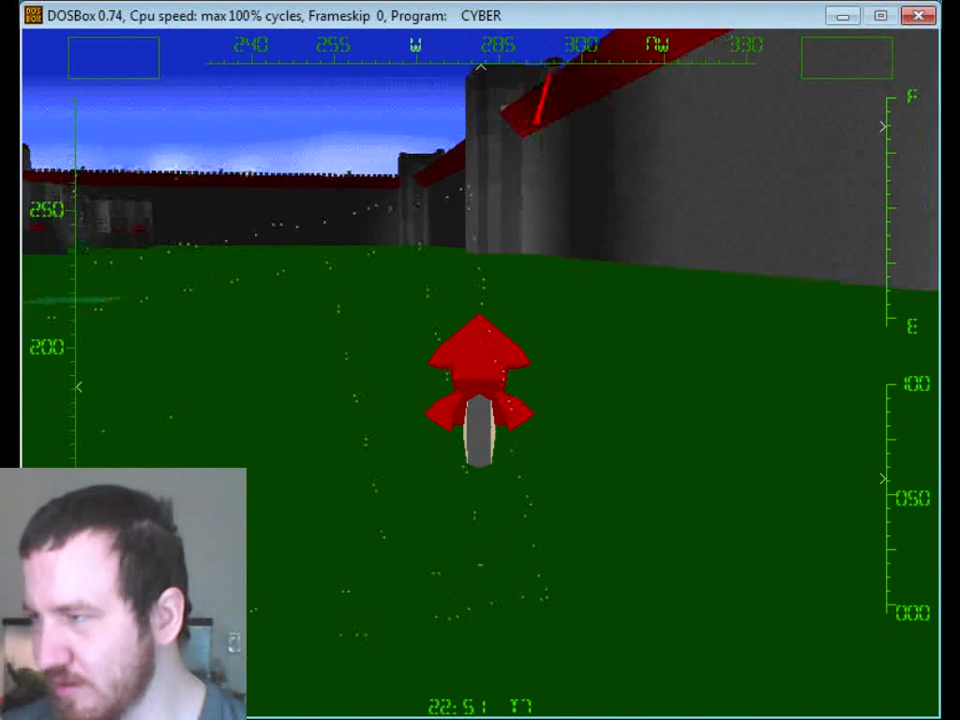 DOSBox 0.74, Cpu speed: max 100% cycles, Frameskip 0, Program: CYBER
240 255 W 285 300 NW 330
F
250
E
200
100
050
000
22:51